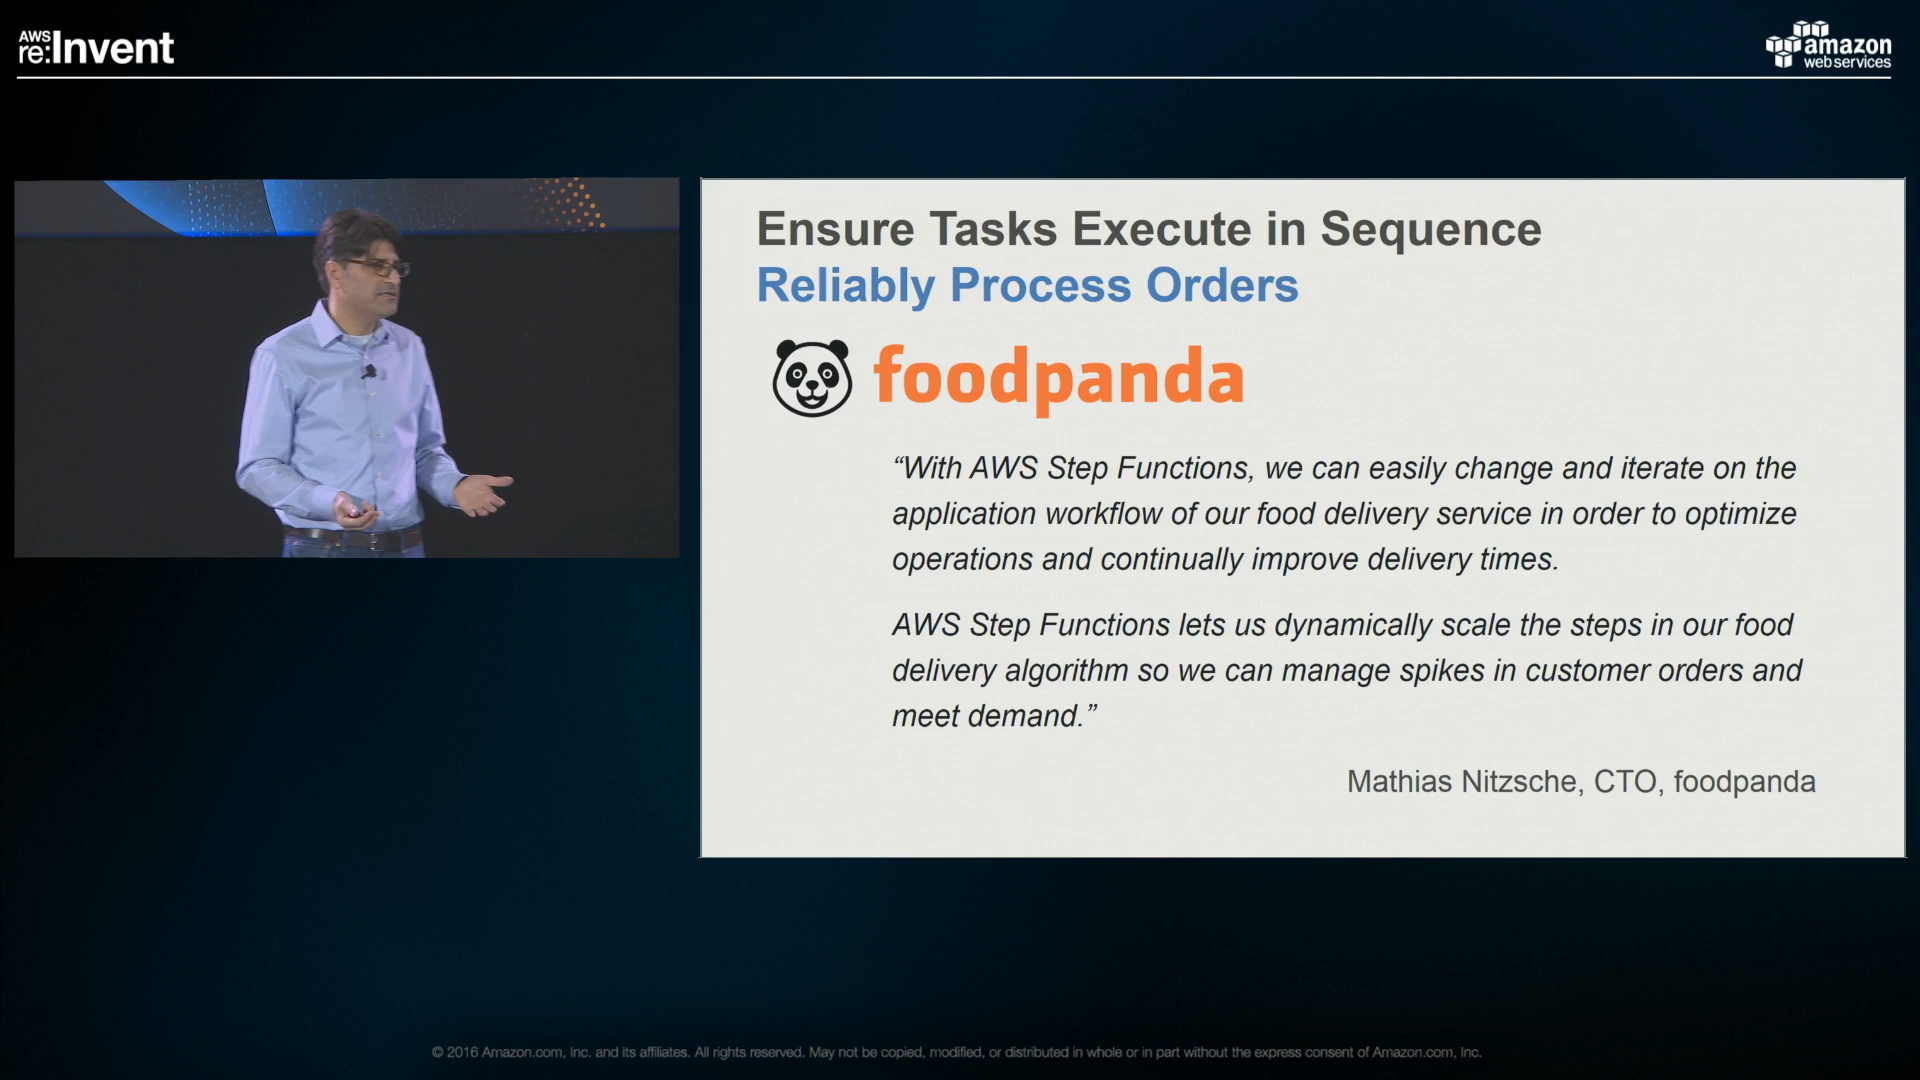 AWS
re:Invent
amazon
webservices
Ensure Tasks Execute in Sequence
Reliably Process Orders
foodpanda
“With AWS Step Functions, we can easily change and iterate on the
application workflow of our food delivery service in order to optimize
operations and continually improve delivery times.
AWS Step Functions lets us dynamically scale the steps in our food
delivery algorithm so we can manage spikes in customer orders and
meet demand.”
Mathias Nitzsche, CTO, foodpanda
© 2016 Amazon.com, Inc. and its affiliates. All rights reserved. May not be copied, modified, or distributed in whole or in part without the express consent of Amazon.com, Inc.